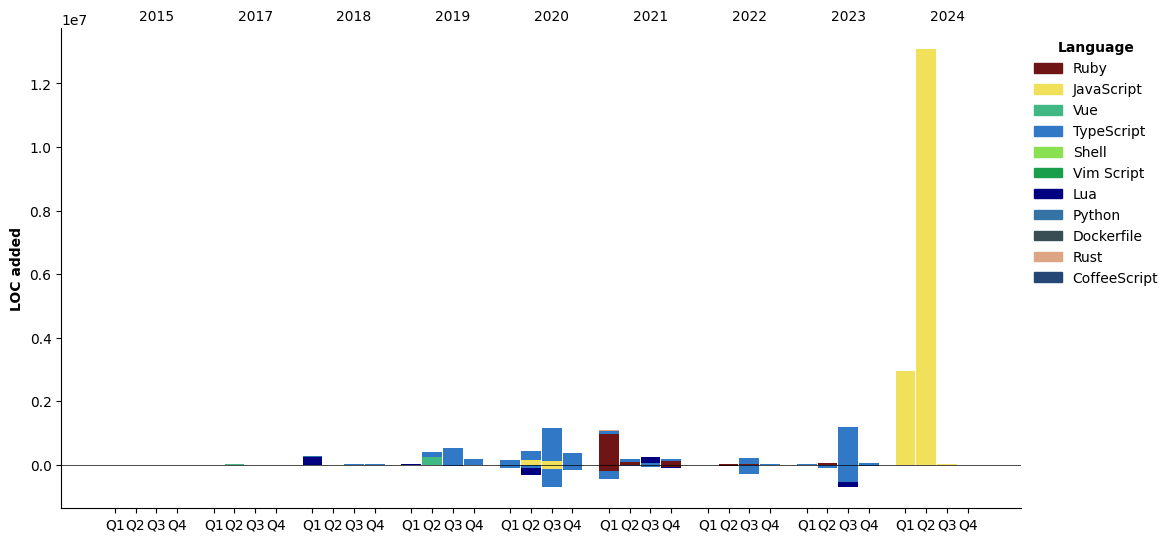 1e7 2015 2017 2018 2019 2020 2021 2022 2023 2024
Language
Ruby
JavaScript
Vue
TypeScript
Shell
Vim Script
Lua
Python
Dockerfile
Rust
CoffeeScript
LOC added
1.2
1.0
0.8
0.6
0.4
0.2
0.0
Q1 Q2 Q3 Q4 Q1 Q2 Q3 Q4 Q1 Q2 Q3 Q4 Q1 Q2 Q3 Q4 Q1 Q2 Q3 Q4 Q1 Q2 Q3 Q4 Q1 Q2 Q3 Q4 Q1 Q2 Q3 Q4 Q1 Q2 Q3 Q4